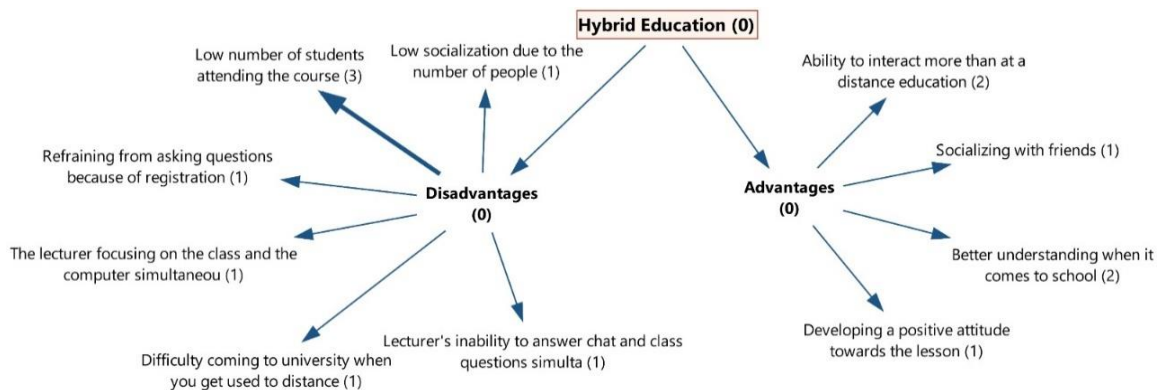 Hybrid Education (0)
Low number of students
attending the course (3)
Low socialization due to the
number of people (1)
Refraining from asking questions
because of registration (1)
Disadvantages
(0)
The lecturer focusing on the class and the
computer simultaneou (1)
Difficulty coming to university when
you get used to distance (1)
Lecturer's inability to answer chat and class
questions simulta (1)
Ability to interact more than at a
distance education (2)
Socializing with friends (1)
Advantages
(0)
Better understanding when it
comes to school (2)
Developing a positive attitude
towards the lesson (1)